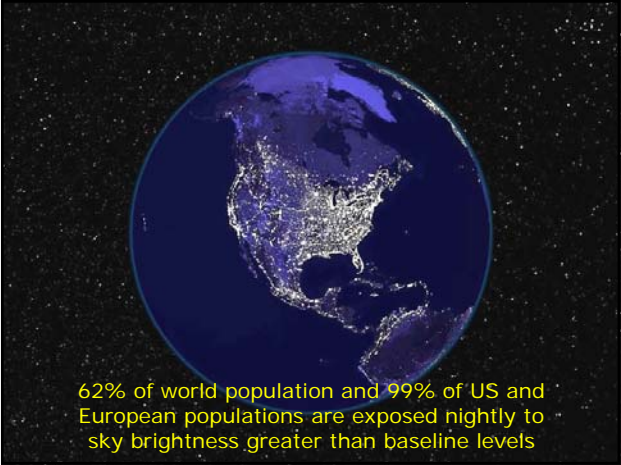 62% of world population and 99% of US and
European populations are exposed nightly to
sky brightness greater than baseline levels